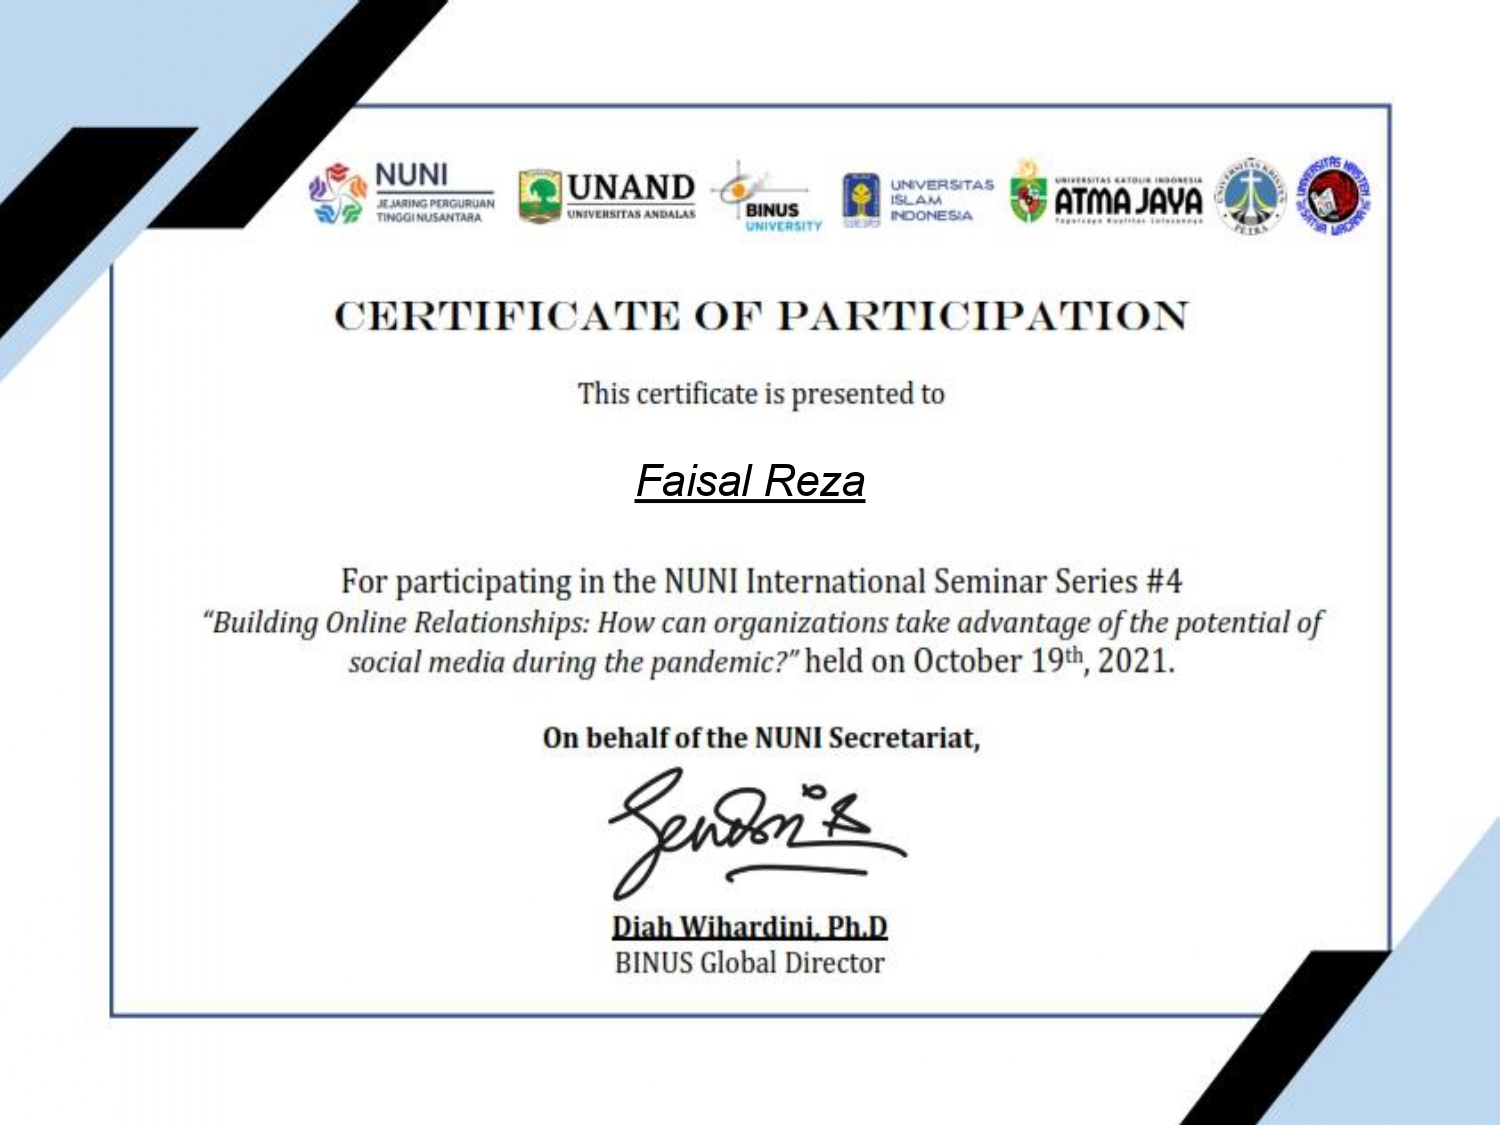 NUNI
JEJARING PERGURUAN
TINGGI NUSANTARA
UNAND
UNIVERSITAS ANDALAS
BINUS
UNIVERSITY
UNIVERSITAS
ISLAM
INDONESIA
UNIVERSITAS KATOLIK INDONESIA
ATMA JAYA
Tepercaya Kualitas Lulusannya
UNIVERSITAS KRISTEN
PETRA
UNIVERSITAS KRISTEN
SATYA WACANA
CERTIFICATE OF PARTICIPATION
This certificate is presented to
Faisal Reza
For participating in the NUNI International Seminar Series #4
“Building Online Relationships: How can organizations take advantage of the potential of
social media during the pandemic?” held on October 19th, 2021.
On behalf of the NUNI Secretariat,
Diah Wihardini, Ph.D
BINUS Global Director